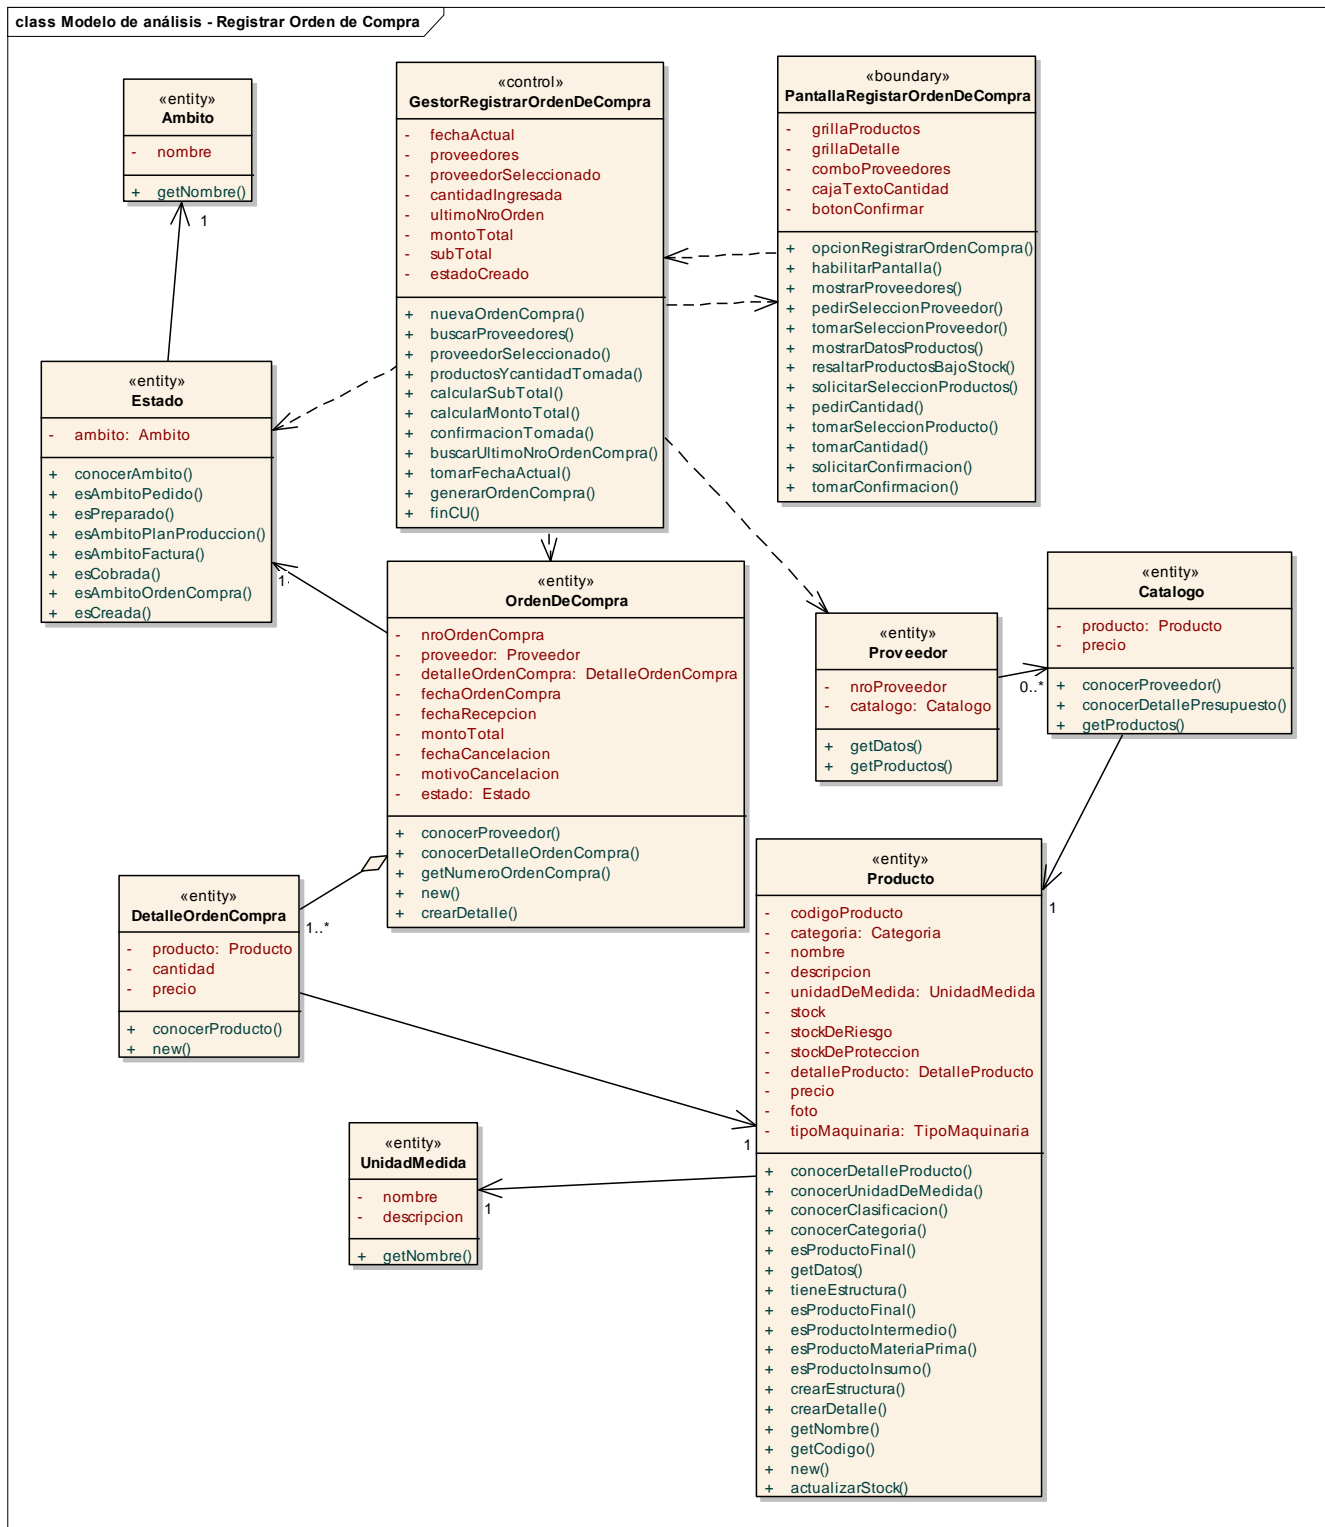 class Modelo de análisis - Registrar Orden de Compra
«entity»
Ambito
- nombre
+ getNombre()
1
«control»
GestorRegistrarOrdenDeCompra
- fechaActual
- proveedores
- proveedorSeleccionado
- cantidadIngresada
- ultimoNroOrden
- montoTotal
- subTotal
- estadoCreado
+ nuevaOrdenCompra()
+ buscarProveedores()
+ proveedorSeleccionado()
+ productosYcantidadTomada()
+ calcularSubTotal()
+ calcularMontoTotal()
+ confirmacionTomada()
+ buscarUltimoNroOrdenCompra()
+ tomarFechaActual()
+ generarOrdenCompra()
+ finCU()
«boundary»
PantallaRegistarOrdenDeCompra
- grillaProductos
- grillaDetalle
- comboProveedores
- cajaTextoCantidad
- botonConfirmar
+ opcionRegistrarOrdenCompra()
+ habilitarPantalla()
+ mostrarProveedores()
+ pedirSeleccionProveedor()
+ tomarSeleccionProveedor()
+ mostrarDatosProductos()
+ resaltarProductosBajoStock()
+ solicitarSeleccionProductos()
+ pedirCantidad()
+ tomarSeleccionProducto()
+ tomarCantidad()
+ solicitarConfirmacion()
+ tomarConfirmacion()
«entity»
Estado
- ambito: Ambito
+ conocerAmbito()
+ esAmbitoPedido()
+ esPreparado()
+ esAmbitoPlanProduccion()
+ esAmbitoFactura()
+ esCobrada()
+ esAmbitoOrdenCompra()
+ esCreada()
1
«entity»
OrdenDeCompra
- nroOrdenCompra
- proveedor: Proveedor
- detalleOrdenCompra: DetalleOrdenCompra
- fechaOrdenCompra
- fechaRecepcion
- montoTotal
- fechaCancelacion
- motivoCancelacion
- estado: Estado
+ conocerProveedor()
+ conocerDetalleOrdenCompra()
+ getNumeroOrdenCompra()
+ new()
+ crearDetalle()
«entity»
Proveedor
- nroProveedor
- catalogo: Catalogo
+ getDatos()
+ getProductos()
0..*
«entity»
Catalogo
- producto: Producto
- precio
+ conocerProveedor()
+ conocerDetallePresupuesto()
+ getProductos()
1
«entity»
DetalleOrdenCompra
- producto: Producto
- cantidad
- precio
+ conocerProducto()
+ new()
1..*
«entity»
Producto
- codigoProducto
- categoria: Categoria
- nombre
- descripcion
- unidadDeMedida: UnidadMedida
- stock
- stockDeRiesgo
- stockDeProteccion
- detalleProducto: DetalleProducto
- precio
- foto
- tipoMaquinaria: TipoMaquinaria
+ conocerDetalleProducto()
+ conocerUnidadDeMedida()
+ conocerClasificacion()
+ conocerCategoria()
+ esProductoFinal()
+ getDatos()
+ tieneEstructura()
+ esProductoFinal()
+ esProductoIntermedio()
+ esProductoMateriaPrima()
+ esProductoInsumo()
+ crearEstructura()
+ crearDetalle()
+ getNombre()
+ getCodigo()
+ new()
+ actualizarStock()
1
«entity»
UnidadMedida
- nombre
- descripcion
+ getNombre()
1